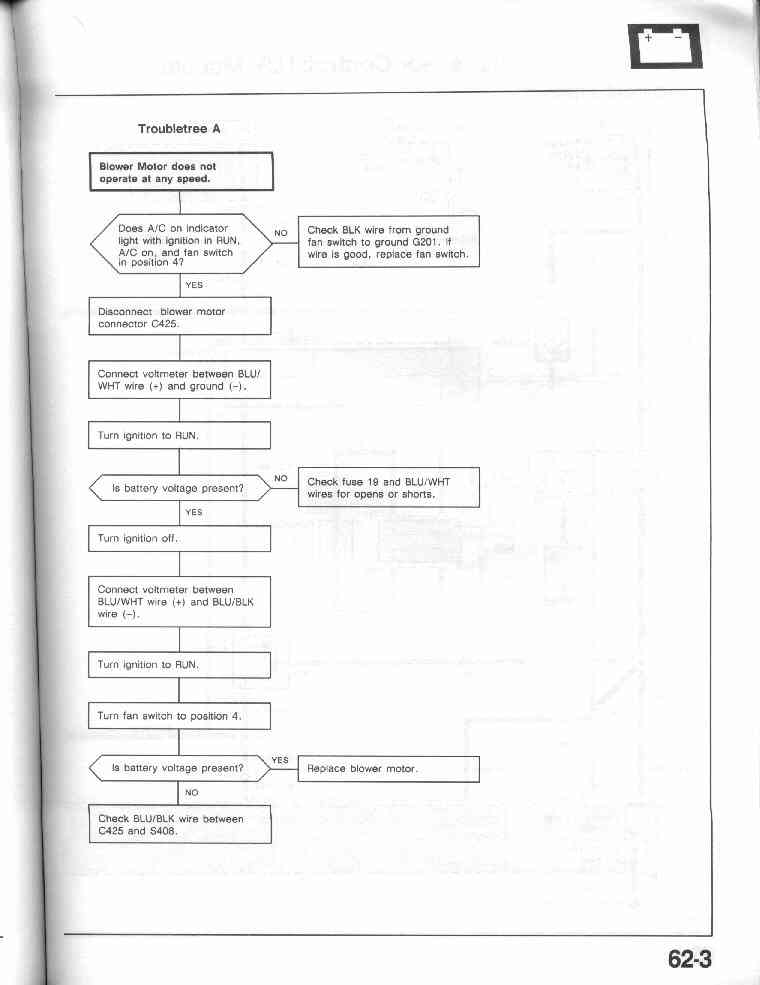 + -
Troubletree A
Blower Motor does not
operate at any speed.
Does A/C on indicator
light with ignition in RUN,
A/C on, and fan switch
in position 4?
NO
Check BLK wire from ground
fan switch to ground G201. If
wire is good, replace fan switch.
YES
Disconnect blower motor
connector C425.
Connect voltmeter between BLU/
WHT wire (+) and ground (-).
Turn ignition to RUN.
Is battery voltage present?
NO
Check fuse 19 and BLU/WHT
wires for opens or shorts.
YES
Turn ignition off.
Connect voltmeter between
BLU/WHT wire (+) and BLU/BLK
wire (-).
Turn ignition to RUN.
Turn fan switch to position 4.
Is battery voltage present?
YES
Replace blower motor.
NO
Check BLU/BLK wire between
C425 and S408.
62-3